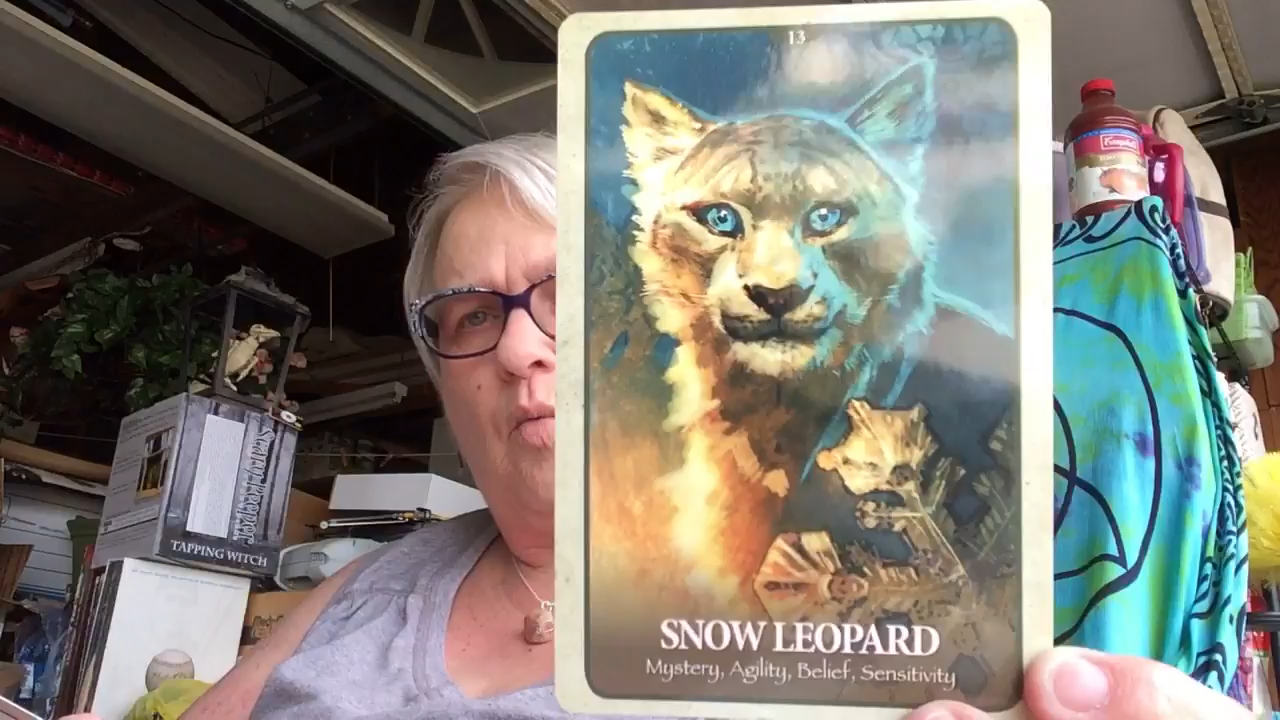 13
SNOW LEOPARD
Mystery, Agility, Belief, Sensitivity
TAPPING WITCH
Campbell's